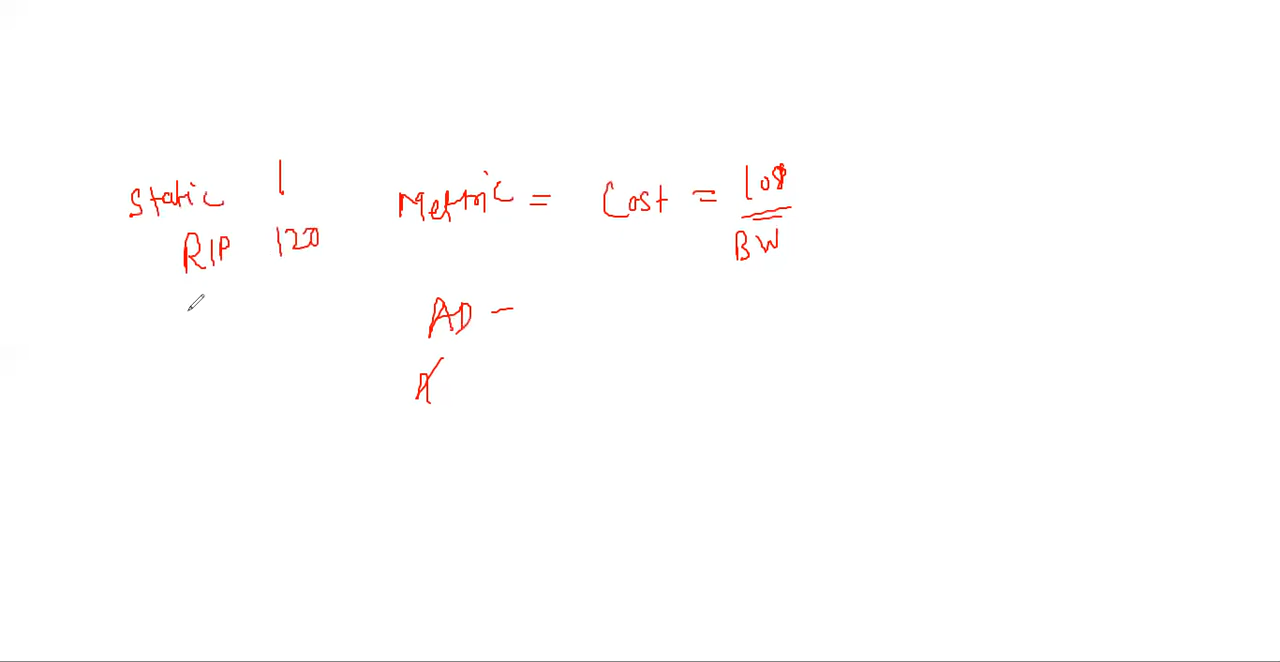 Static 1 Metric = Cost = 10⁸
RIP 120 BW
AD -
A